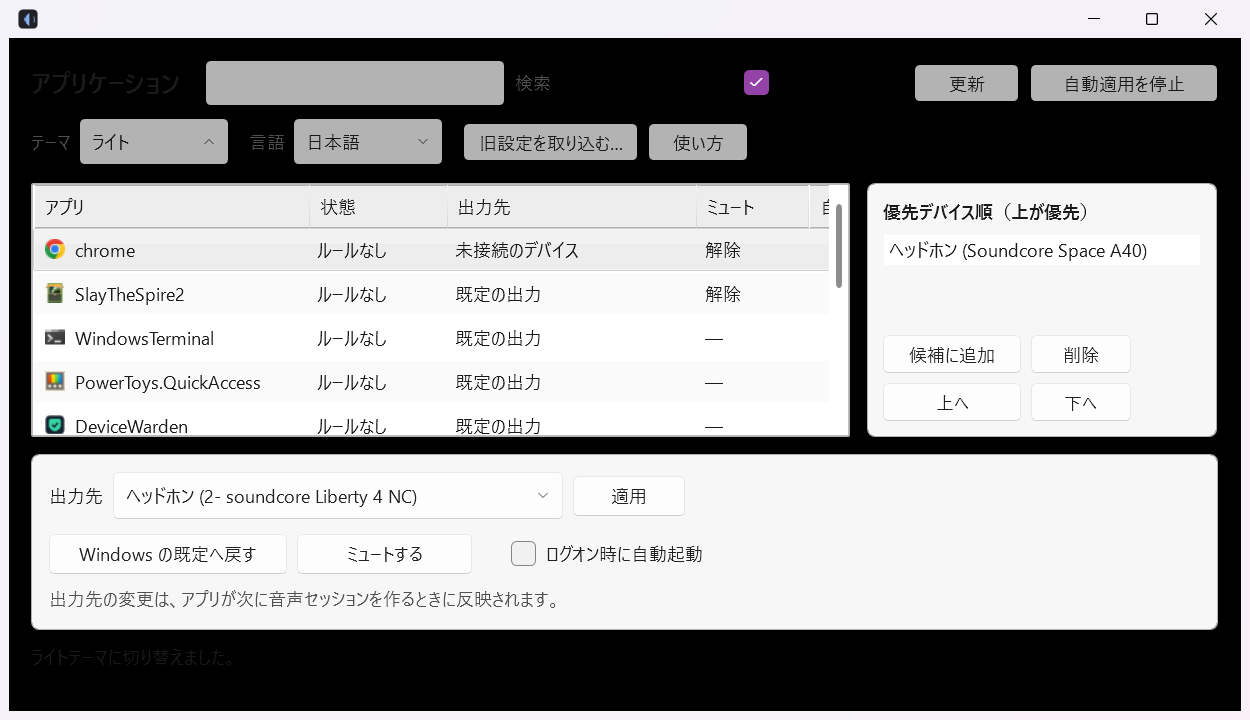 アプリケーション 検索 更新 自動適用を停止
テーマ ライト 言語 日本語 旧設定を取り込む... 使い方
アプリ 状態 出力先 ミュート
chrome ルールなし 未接続のデバイス 解除
SlayTheSpire2 ルールなし 既定の出力 解除
WindowsTerminal ルールなし 既定の出力 —
PowerToys.QuickAccess ルールなし 既定の出力 —
DeviceWarden ルールなし 既定の出力 —
優先デバイス順（上が優先）
ヘッドホン (Soundcore Space A40)
候補に追加 削除
上へ 下へ
出力先 ヘッドホン (2- soundcore Liberty 4 NC) 適用
Windows の既定へ戻す ミュートする ログオン時に自動起動
出力先の変更は、アプリが次に音声セッションを作るときに反映されます。
ライトテーマに切り替えました。